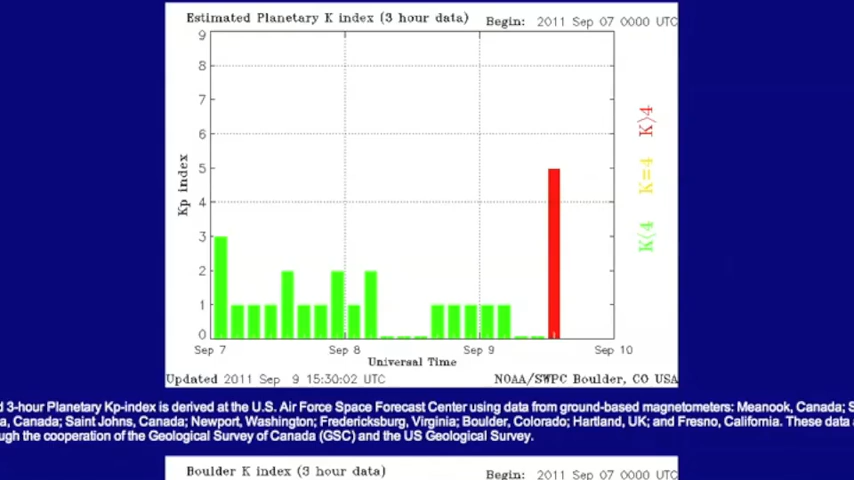 Estimated Planetary K index (3 hour data) Begin: 2011 Sep 07 0000 UTC
9
8
7
6
5
4
3
2
1
0
Kp index
K<4 K=4 K>4
Sep 7 Sep 8 Sep 9 Sep 10
Universal Time
Updated 2011 Sep 9 15:30:02 UTC NOAA/SWPC Boulder, CO USA
3-hour Planetary Kp-index is derived at the U.S. Air Force Space Forecast Center using data from ground-based magnetometers: Meanook, Canada;
Canada; Saint Johns, Canada; Newport, Washington; Fredericksburg, Virginia; Boulder, Colorado; Hartland, UK; and Fresno, California. These data
the cooperation of the Geological Survey of Canada (GSC) and the US Geological Survey.
Boulder K index (3 hour data) Begin: 2011 Sep 07 0000 UTC